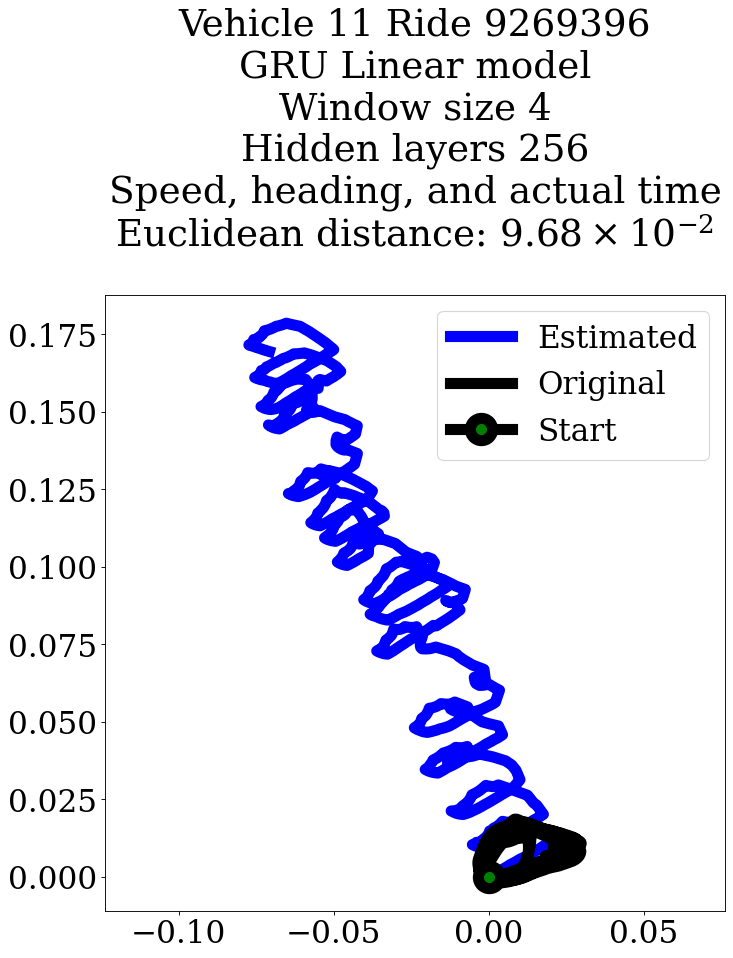 Vehicle 11 Ride 9269396
GRU Linear model
Window size 4
Hidden layers 256
Speed, heading, and actual time
Euclidean distance: 9.68 × 10⁻²
Estimated
Original
Start
0.175
0.150
0.125
0.100
0.075
0.050
0.025
0.000
−0.10 −0.05 0.00 0.05